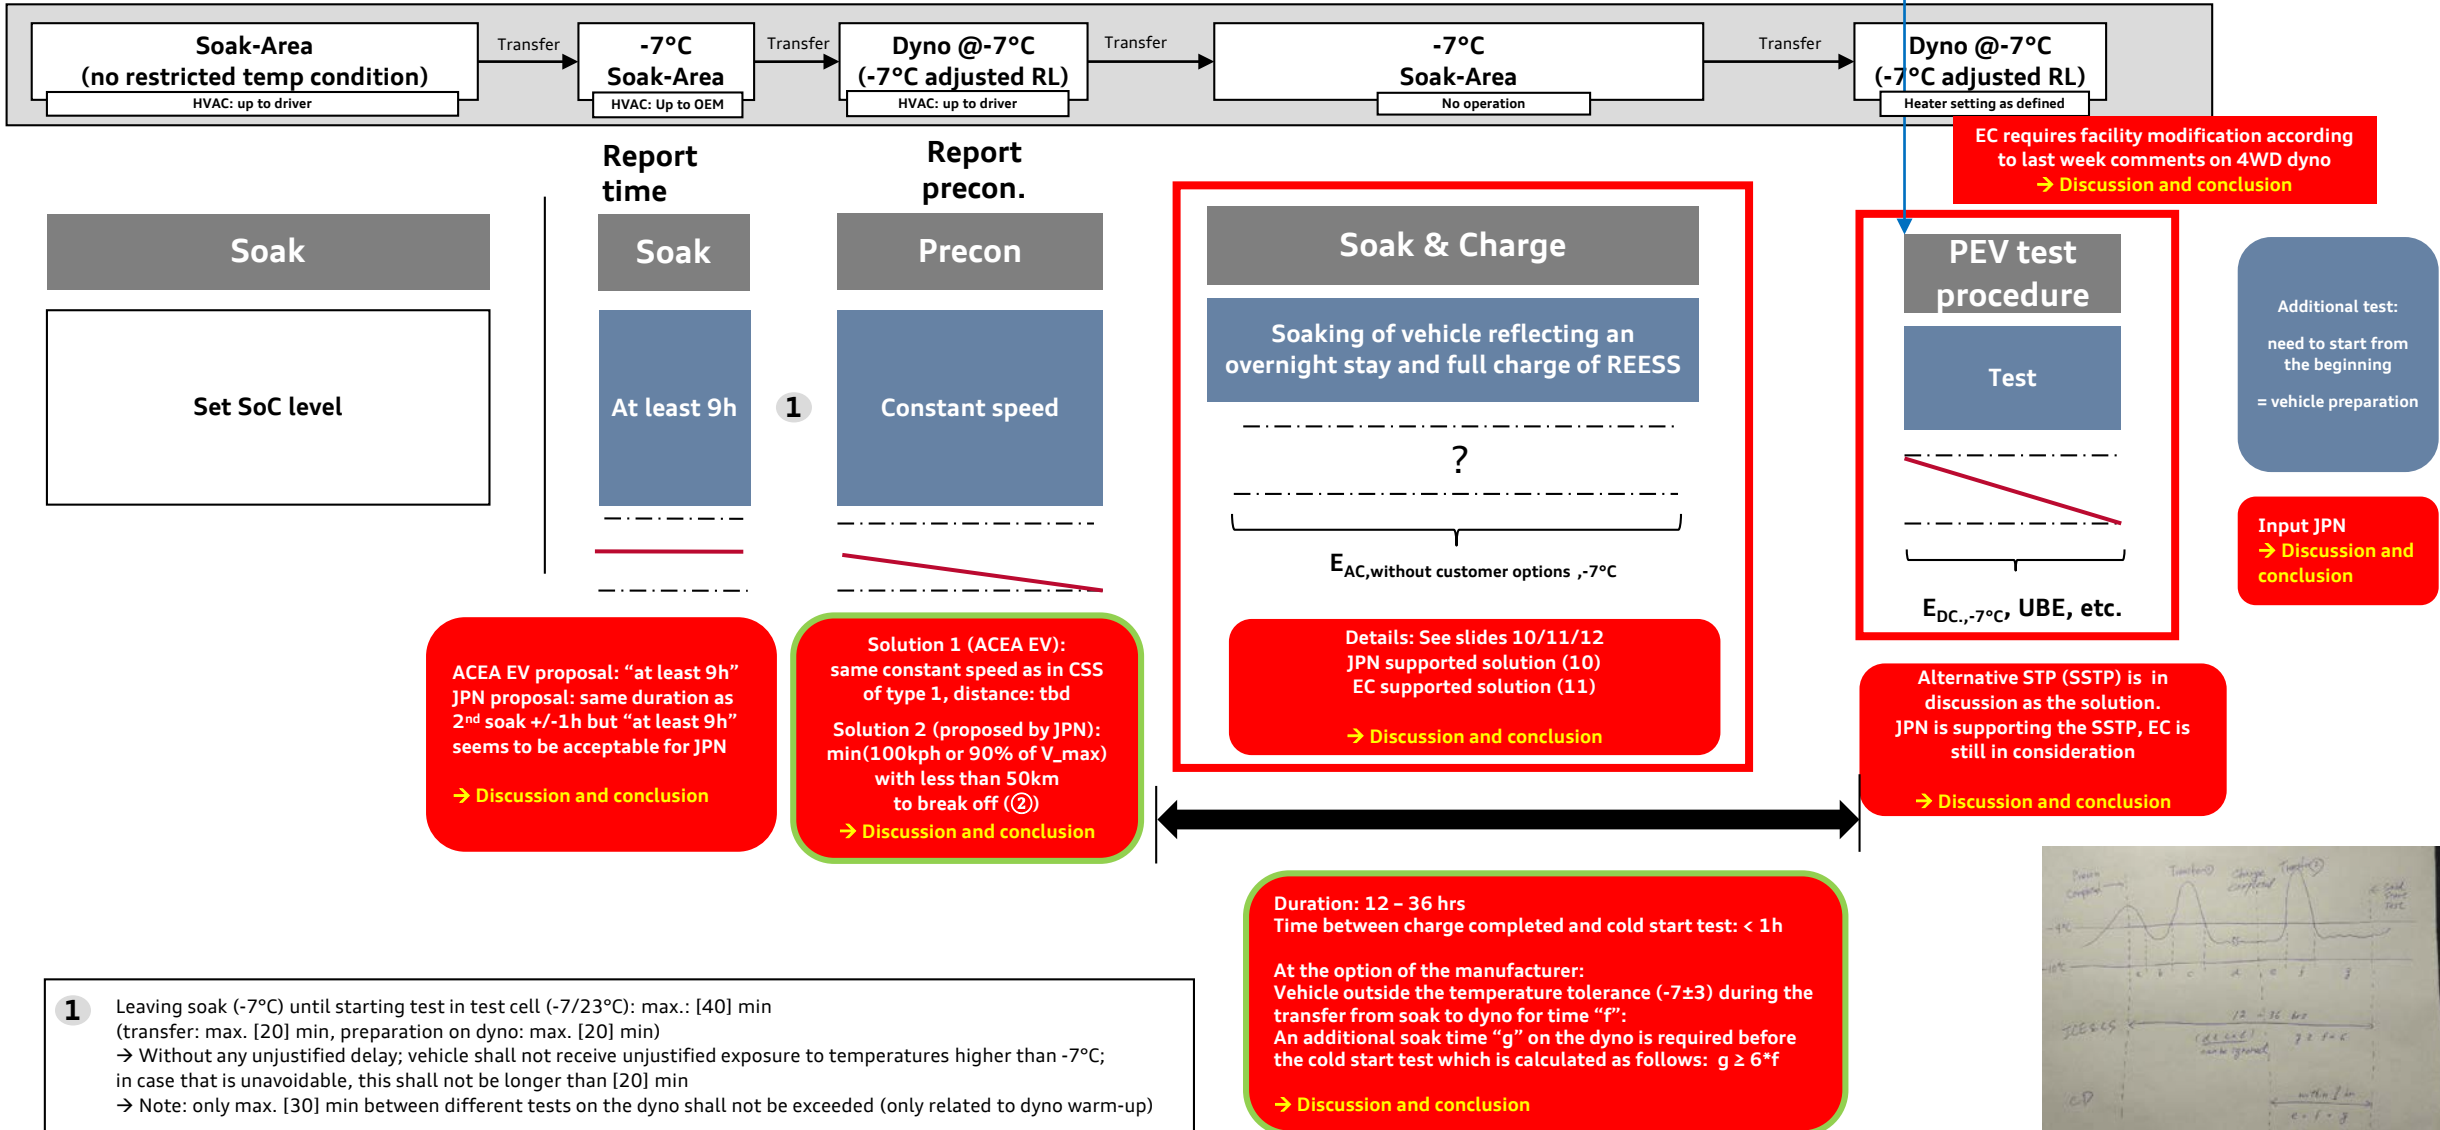 Soak-Area
(no restricted temp condition)
HVAC: up to driver
Transfer
-7°C
Soak-Area
HVAC: Up to OEM
Transfer
Dyno @-7°C
(-7°C adjusted RL)
HVAC: up to driver
Transfer
-7°C
Soak-Area
No operation
Transfer
Dyno @-7°C
(-7°C adjusted RL)
Heater setting as defined
EC requires facility modification according
to last week comments on 4WD dyno
→ Discussion and conclusion
Report
time
Report
precon.
Soak
Soak
Precon
Soak & Charge
PEV test
procedure
Set SoC level
At least 9h
1
Constant speed
Soaking of vehicle reflecting an
overnight stay and full charge of REESS
?
E AC,without customer options ,-7°C
Test
E DC.,-7°C, UBE, etc.
Additional test:
need to start from
the beginning
= vehicle preparation
Input JPN
→ Discussion and
conclusion
ACEA EV proposal: “at least 9h”
JPN proposal: same duration as
2nd soak +/-1h but “at least 9h”
seems to be acceptable for JPN
→ Discussion and conclusion
Solution 1 (ACEA EV):
same constant speed as in CSS
of type 1, distance: tbd
Solution 2 (proposed by JPN):
min(100kph or 90% of V_max)
with less than 50km
to break off (②)
→ Discussion and conclusion
Details: See slides 10/11/12
JPN supported solution (10)
EC supported solution (11)
→ Discussion and conclusion
Alternative STP (SSTP) is in
discussion as the solution.
JPN is supporting the SSTP, EC is
still in consideration
→ Discussion and conclusion
Duration: 12 – 36 hrs
Time between charge completed and cold start test: < 1h
At the option of the manufacturer:
Vehicle outside the temperature tolerance (-7±3) during the
transfer from soak to dyno for time “f”:
An additional soak time “g” on the dyno is required before
the cold start test which is calculated as follows: g ≥ 6*f
→ Discussion and conclusion
1
Leaving soak (-7°C) until starting test in test cell (-7/23°C): max.: [40] min
(transfer: max. [20] min, preparation on dyno: max. [20] min)
→ Without any unjustified delay; vehicle shall not receive unjustified exposure to temperatures higher than -7°C;
in case that is unavoidable, this shall not be longer than [20] min
→ Note: only max. [30] min between different tests on the dyno shall not be exceeded (only related to dyno warm-up)
Precon
Completed
Charge
Completed
Cold
Start
Test
a b c d e f g
12 - 36 hrs
within 1 hr